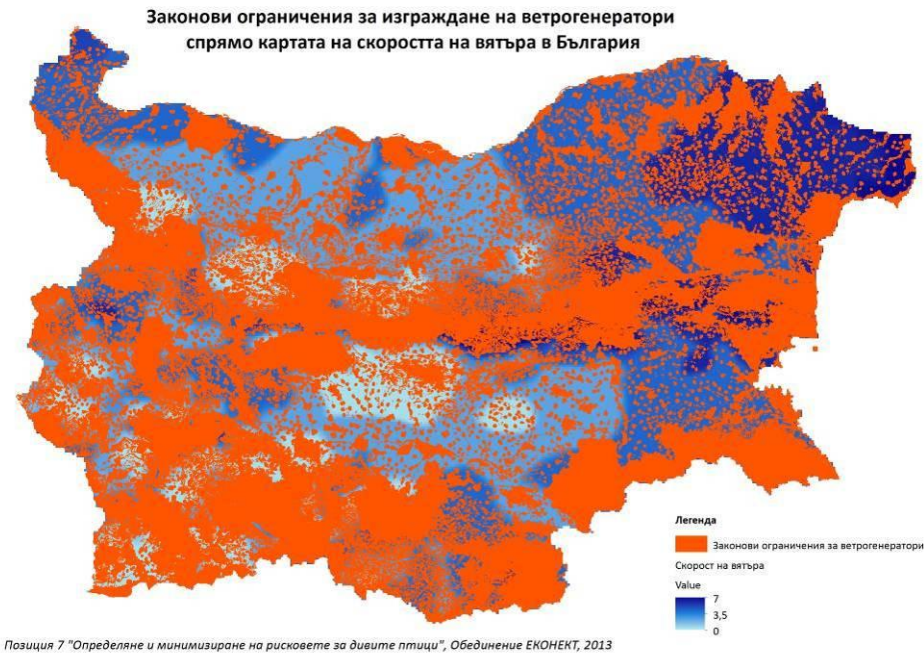 Законови ограничения за изграждане на ветрогенератори
спрямо картата на скоростта на вятъра в България
Легенда
Законови ограничения за ветрогенератори
Скорост на вятъра
Value
7
3,5
0
Позиция 7 "Определяне и минимизиране на рисковете за дивите птици", Обединение ЕКОНЕКТ, 2013